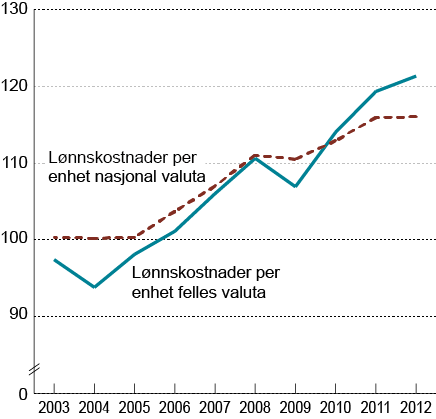 130
120
Lønnskostnader per
enhet nasjonal valuta
110
100
Lønnskostnader per
enhet felles valuta
90
0
2003 2004 2005 2006 2007 2008 2009 2010 2011 2012